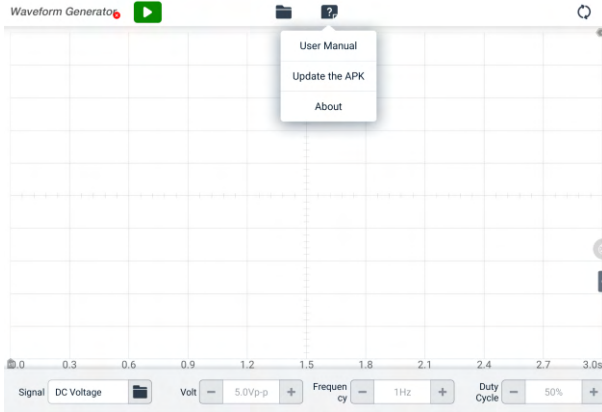 Waveform Generator
?
User Manual
Update the APK
About
0.0 0.3 0.6 0.9 1.2 1.5 1.8 2.1 2.4 2.7 3.0s
Signal DC Voltage Volt − 5.0Vp-p + Frequen
cy − 1Hz + Duty
Cycle − 50% +